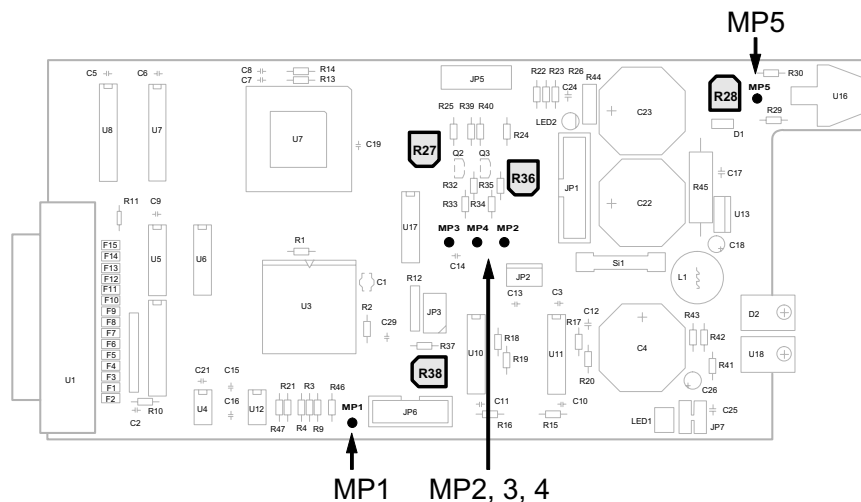 MP5
C5
C6
C8
C7
R14
R13
JP5
R22
R23
R26
R44
C24
R28
MP5
R30
U16
U8
U7
U7
C19
R25
R39
R40
R24
LED2
C23
D1
R29
R27
Q2
Q3
R36
JP1
R45
C17
R32
R35
R33
R34
C22
U13
R11
C9
U17
MP3
MP4
MP2
C18
F15
F14
F13
F12
F11
F10
F9
F8
F7
F6
F5
F4
F3
F1
F2
U5
U6
R1
C14
Si1
L1
C1
R12
JP2
U3
R2
C29
JP3
C13
C3
R17
C12
R43
D2
U1
R37
U10
R18
R19
U11
R20
C4
R42
R41
U18
C21
C15
R38
C26
C16
R21
R3
R46
MP1
JP6
C11
C10
C25
R10
C2
U4
U12
R47
R4
R9
R16
R15
LED1
JP7
MP1
MP2, 3, 4